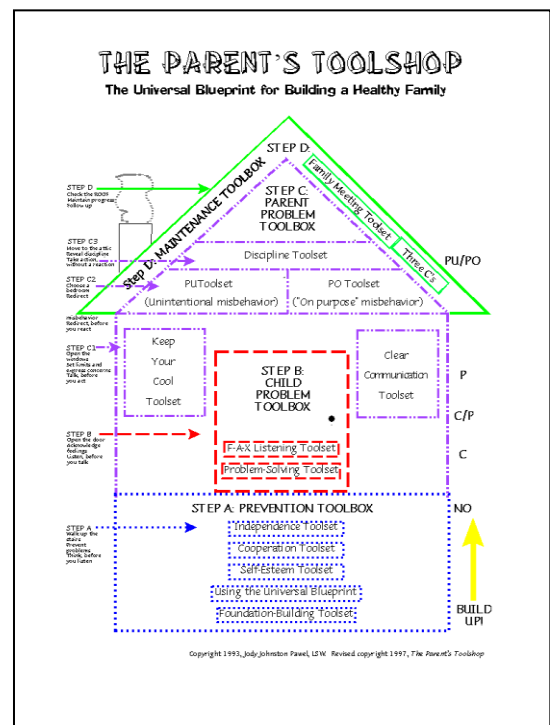 THE PARENT'S TOOLSHOP
The Universal Blueprint for Building a Healthy Family
STEP D:
Step D: MAINTENANCE TOOLBOX
Family Meeting Toolset
Three C's
STEP D
Check the ROOF
Maintain progress
Follow up
STEP C:
PARENT
PROBLEM
TOOLBOX
PU/PO
STEP C3
Move to the attic
Reveal discipline
Take action,
without a reaction
Discipline Toolset
STEP C2
Choose a
bedroom
Redirect
misbehavior
Redirect, before
you react
PUToolset
(Unintentional misbehavior)
PO Toolset
("On purpose" misbehavior)
STEP C1
Open the
windows
Set limits and
express concerns
Talk, before
you act
Keep
Your
Cool
Toolset
Clear
Communication
Toolset
P
C/P
C
STEP B:
CHILD
PROBLEM
TOOLBOX
STEP B
Open the door
acknowledge
feelings
Listen, before
you talk
F-A-X Listening Toolset
Problem-Solving Toolset
STEP A: PREVENTION TOOLBOX
NO
STEP A
Walk up the
stairs
Prevent
problems
Think, before
you listen
Independence Toolset
Cooperation Toolset
Self-Esteem Toolset
Using the Universal Blueprint
Foundation-Building Toolset
BUILD
UP!
Copyright 1993, Jody Johnston Pawel, LSW. Revised copyright 1997, The Parent's Toolshop